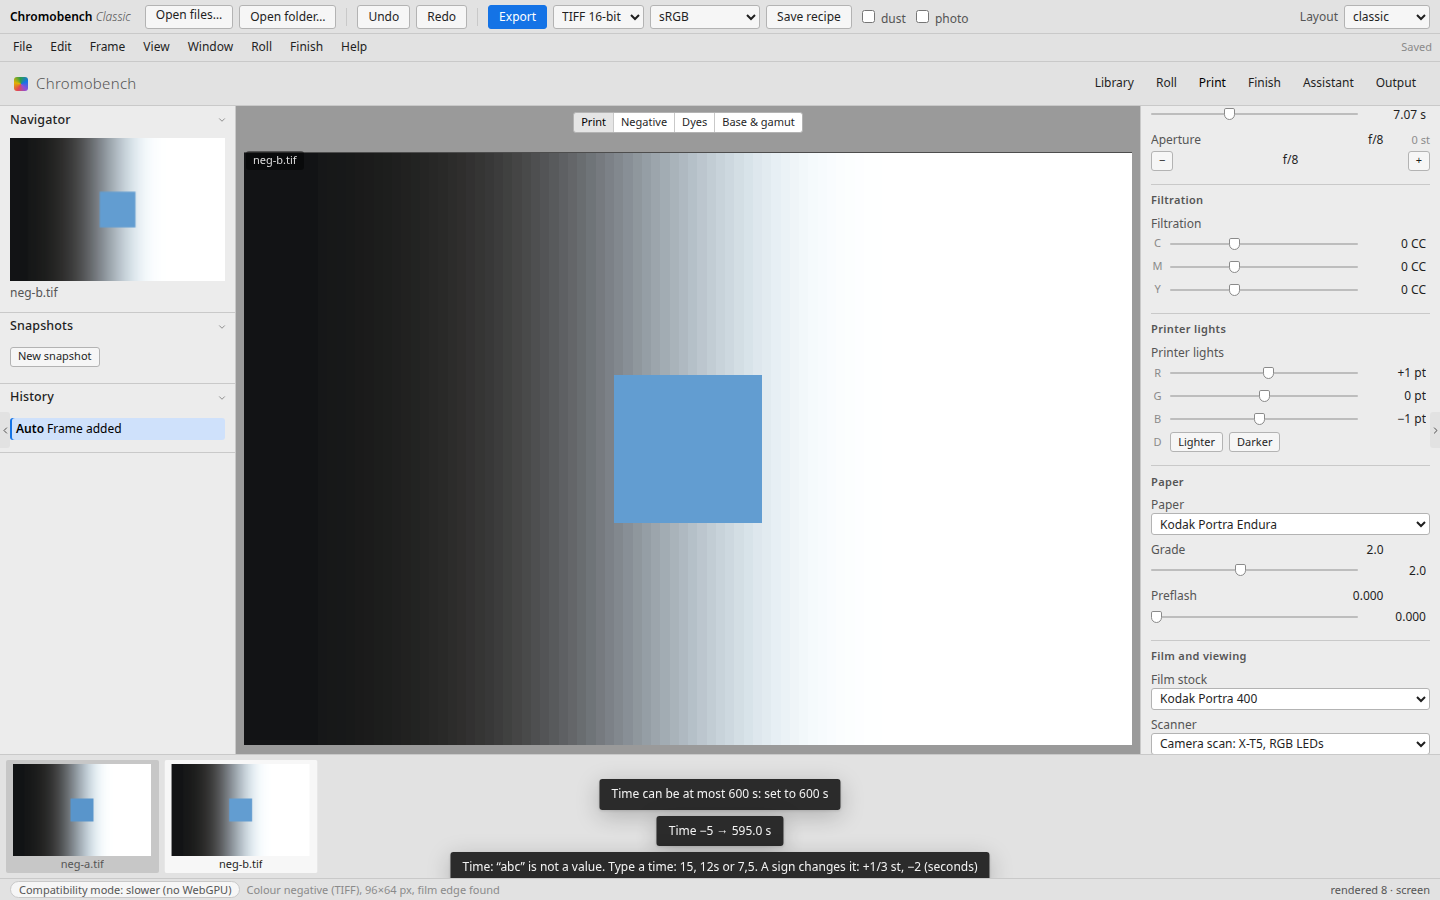 Chromobench Classic Open files... Open folder... Undo Redo Export TIFF 16-bit sRGB Save recipe dust photo Layout classic
File Edit Frame View Window Roll Finish Help Saved
Chromobench Library Roll Print Finish Assistant Output
Navigator
neg-b.tif
Snapshots
New snapshot
History
Auto Frame added
Print Negative Dyes Base & gamut
neg-b.tif
7.07 s
Aperture f/8 0 st
− f/8 +
Filtration
Filtration
C 0 CC
M 0 CC
Y 0 CC
Printer lights
Printer lights
R +1 pt
G 0 pt
B −1 pt
D Lighter Darker
Paper
Paper
Kodak Portra Endura
Grade 2.0
2.0
Preflash 0.000
0.000
Film and viewing
Film stock
Kodak Portra 400
Scanner
Camera scan: X-T5, RGB LEDs
neg-a.tif neg-b.tif
Time can be at most 600 s: set to 600 s
Time −5 → 595.0 s
Time: “abc” is not a value. Type a time: 15, 12s or 7,5. A sign changes it: +1/3 st, −2 (seconds)
Compatibility mode: slower (no WebGPU) Colour negative (TIFF), 96×64 px, film edge found rendered 8 · screen